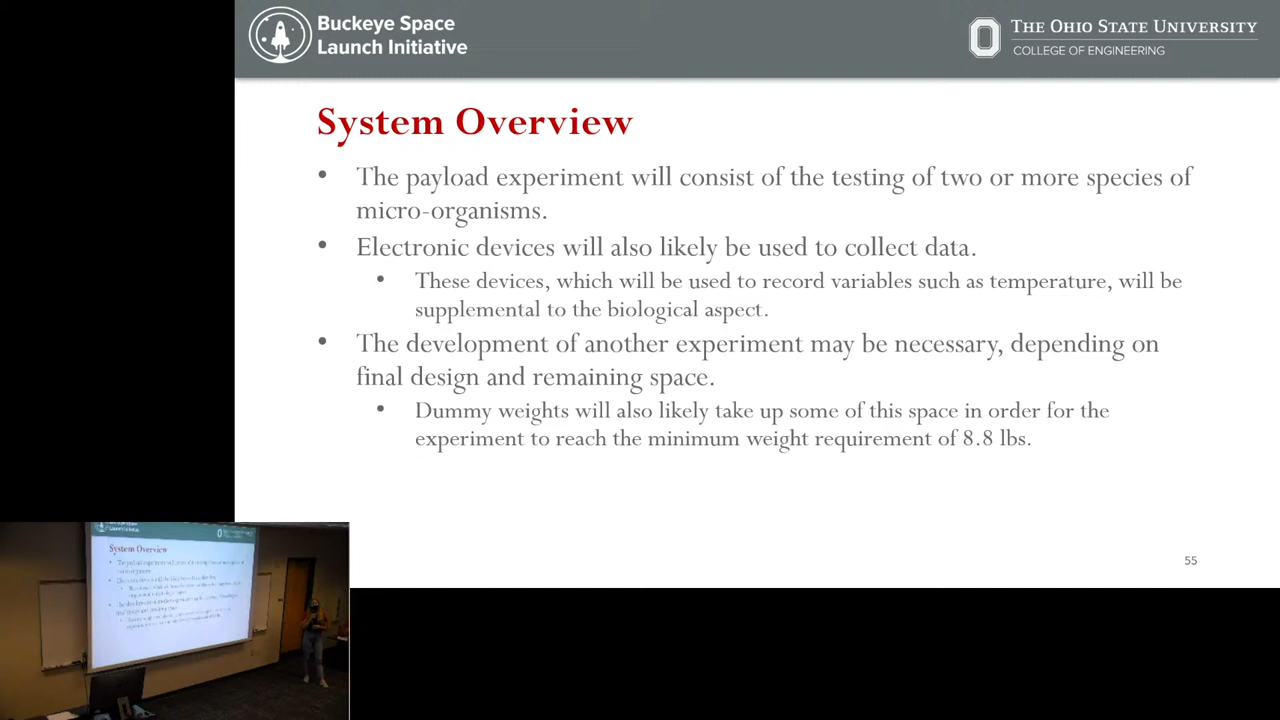 Buckeye Space
Launch Initiative
THE OHIO STATE UNIVERSITY
COLLEGE OF ENGINEERING
System Overview
• The payload experiment will consist of the testing of two or more species of
micro-organisms.
• Electronic devices will also likely be used to collect data.
• These devices, which will be used to record variables such as temperature, will be
supplemental to the biological aspect.
• The development of another experiment may be necessary, depending on
final design and remaining space.
• Dummy weights will also likely take up some of this space in order for the
experiment to reach the minimum weight requirement of 8.8 lbs.
55
System Overview